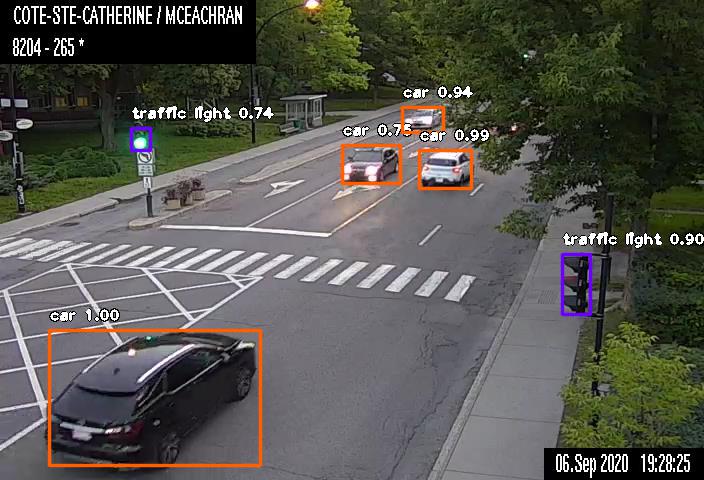 COTE-STE-CATHERINE / MCEACHRAN
8204 - 265 *
car 0.94
traffic light 0.74
car 0.75
car 0.99
traffic light 0.90
car 1.00
06.Sep 2020 19:28:25